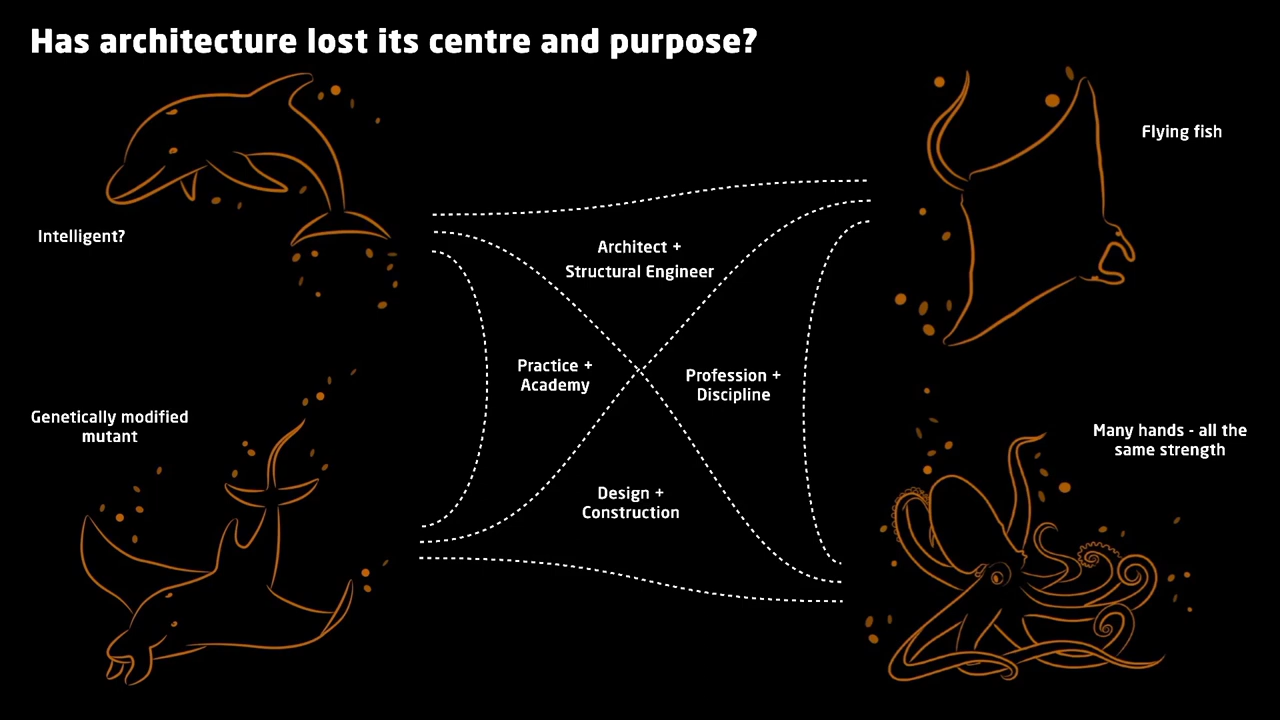 Has architecture lost its centre and purpose?
Flying fish
Intelligent?
Architect +
Structural Engineer
Practice +
Academy
Profession +
Discipline
Genetically modified
mutant
Many hands - all the
same strength
Design +
Construction